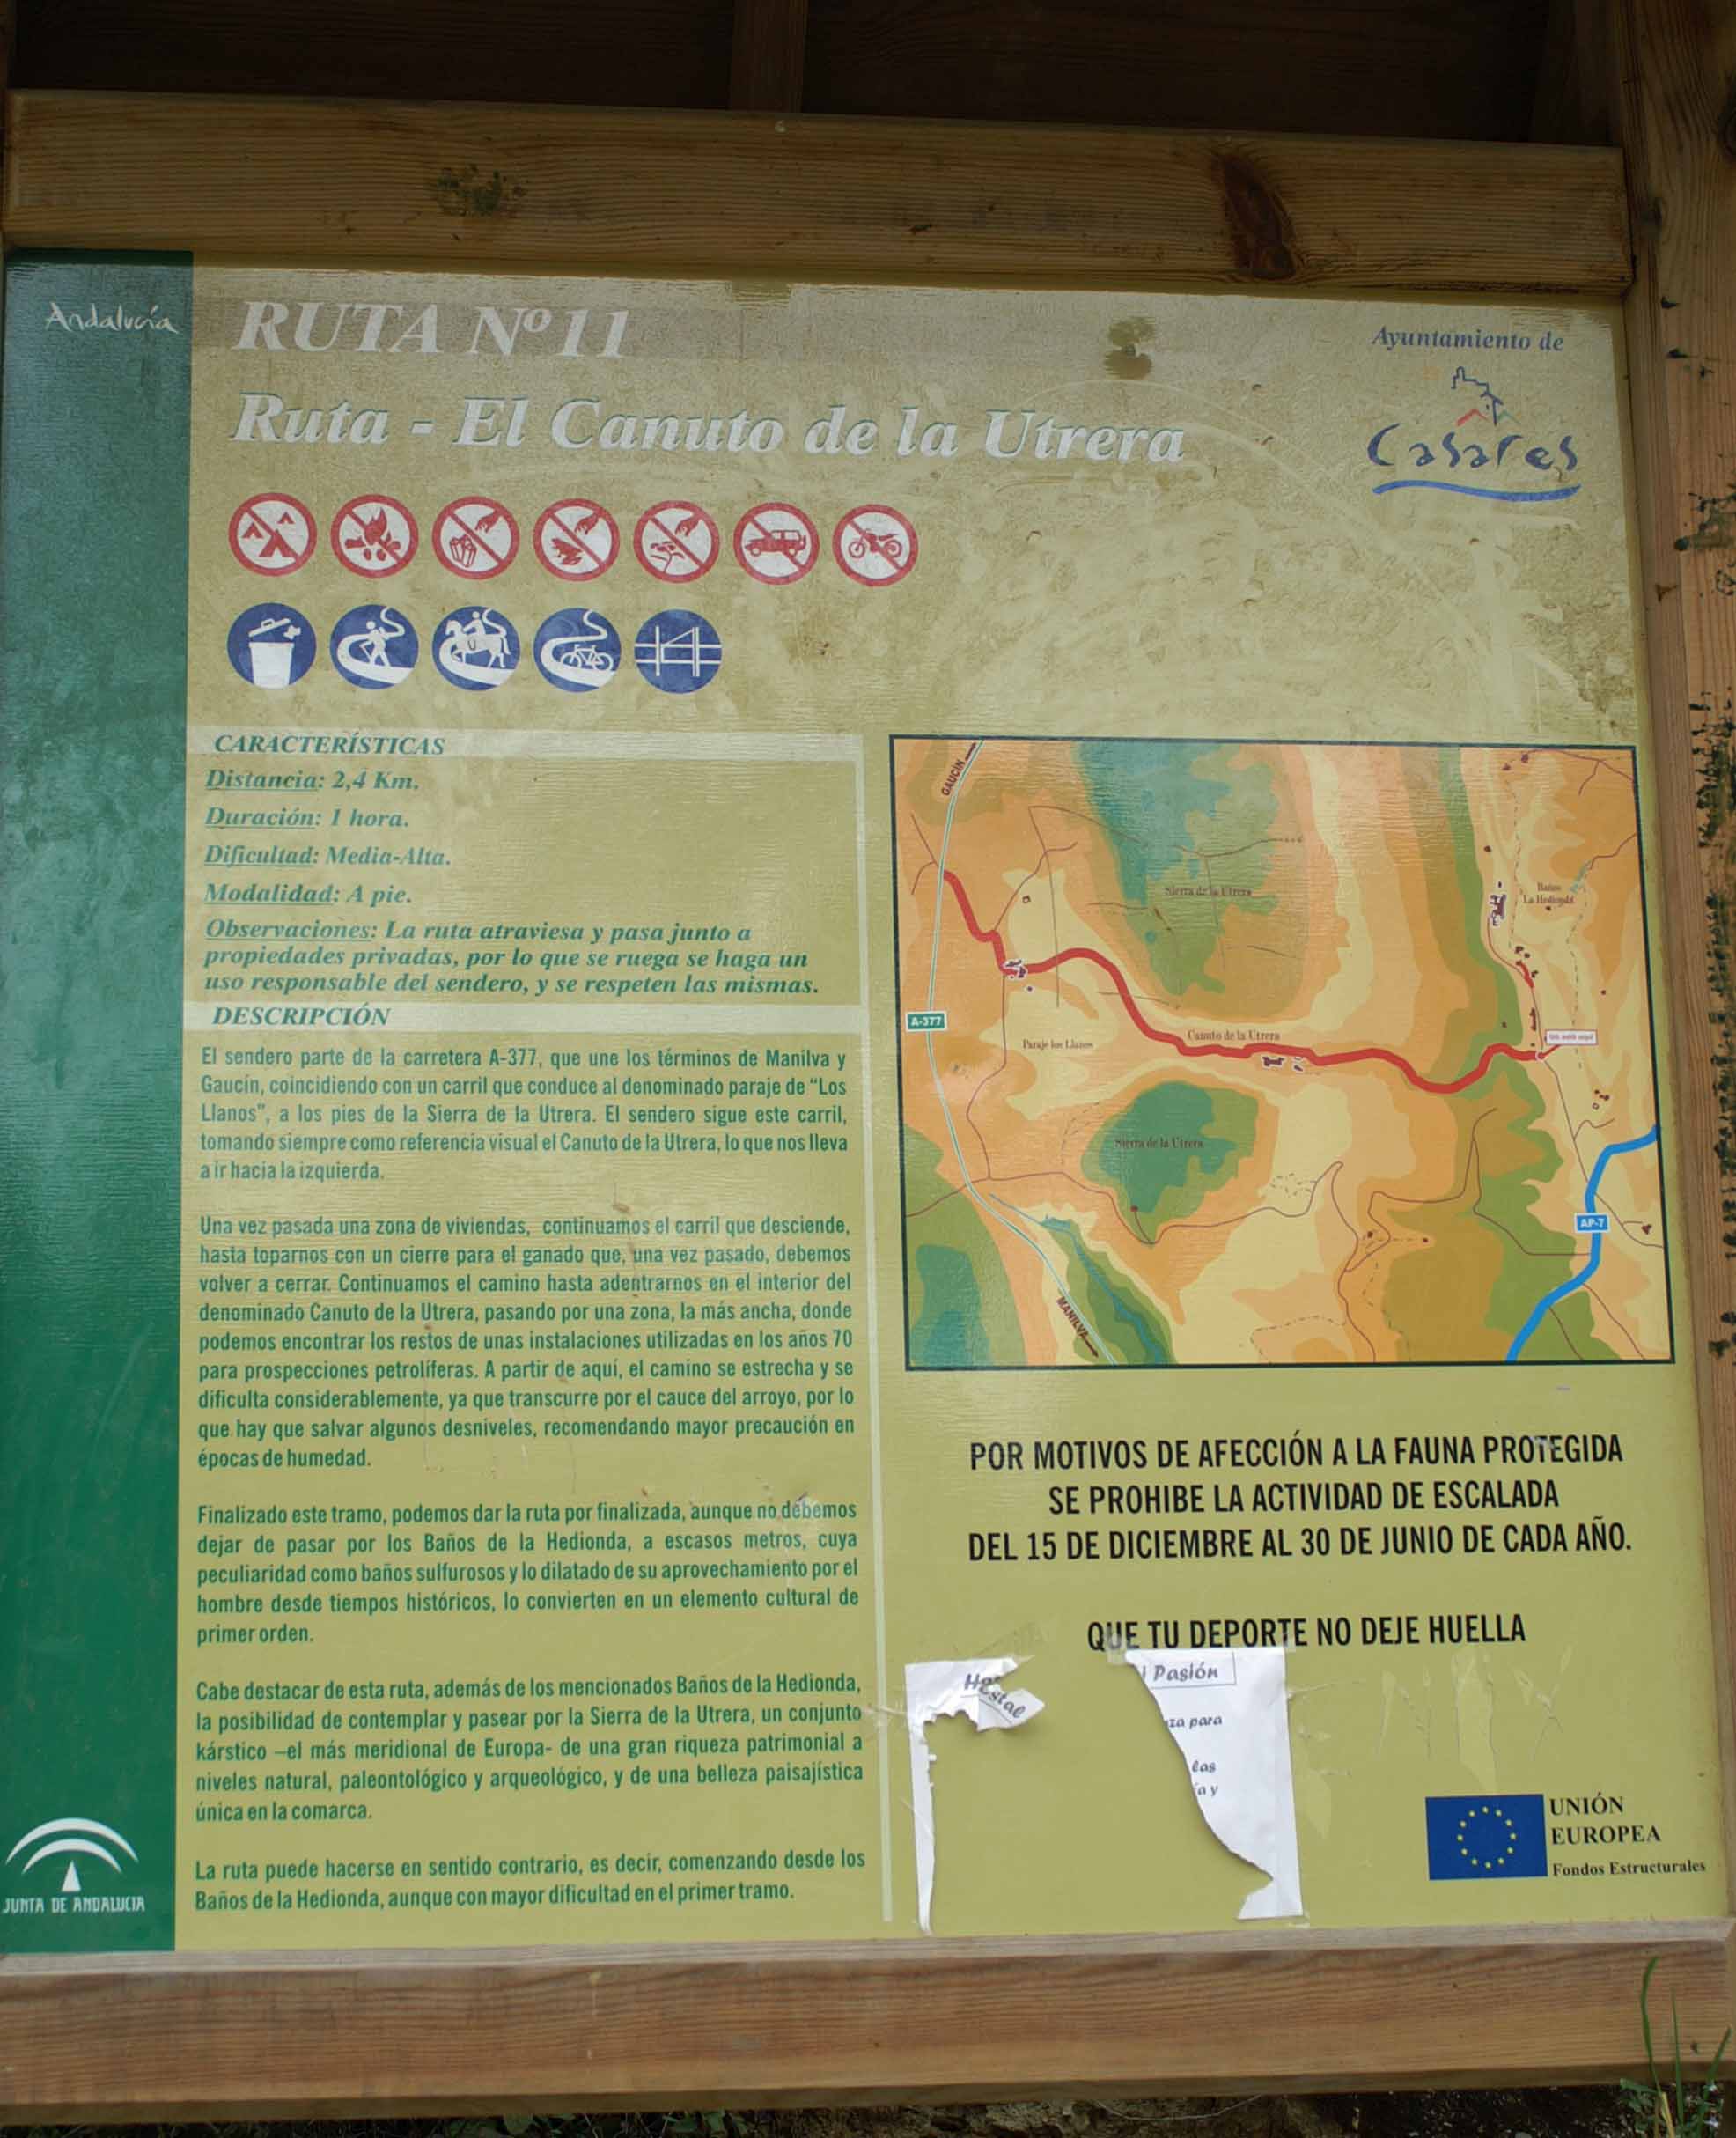 Andalucía
RUTA Nº 11
Ruta - El Canuto de la Utrera
Ayuntamiento de
Casares
CARACTERÍSTICAS
Distancia: 2,4 Km.
Duración: 1 hora.
Dificultad: Media-Alta.
Modalidad: A pie.
Observaciones: La ruta atraviesa y pasa junto a
propiedades privadas, por lo que se ruega se haga un
uso responsable del sendero, y se respeten las mismas.
DESCRIPCIÓN
El sendero parte de la carretera A-377, que une los términos de Manilva y
Gaucín, coincidiendo con un carril que conduce al denominado paraje de “Los
Llanos”, a los pies de la Sierra de la Utrera. El sendero sigue este carril,
tomando siempre como referencia visual el Canuto de la Utrera, lo que nos lleva
a ir hacia la izquierda.
Una vez pasada una zona de viviendas, continuamos el carril que desciende,
hasta toparnos con un cierre para el ganado que, una vez pasado, debemos
volver a cerrar. Continuamos el camino hasta adentrarnos en el interior del
denominado Canuto de la Utrera, pasando por una zona, la más ancha, donde
podemos encontrar los restos de unas instalaciones utilizadas en los años 70
para prospecciones petrolíferas. A partir de aquí, el camino se estrecha y se
dificulta considerablemente, ya que transcurre por el cauce del arroyo, por lo
que hay que salvar algunos desniveles, recomendando mayor precaución en
épocas de humedad.
Finalizado este tramo, podemos dar la ruta por finalizada, aunque no debemos
dejar de pasar por los Baños de la Hedionda, a escasos metros, cuya
peculiaridad como baños sulfurosos y lo dilatado de su aprovechamiento por el
hombre desde tiempos históricos, lo convierten en un elemento cultural de
primer orden.
Cabe destacar de esta ruta, además de los mencionados Baños de la Hedionda,
la posibilidad de contemplar y pasear por la Sierra de la Utrera, un conjunto
kárstico –el más meridional de Europa- de una gran riqueza patrimonial a
niveles natural, paleontológico y arqueológico, y de una belleza paisajística
única en la comarca.
La ruta puede hacerse en sentido contrario, es decir, comenzando desde los
Baños de la Hedionda, aunque con mayor dificultad en el primer tramo.
GAUCÍN
Sierra de la Utrera
Baños
La Hedionda
A-377
Paraje los Llanos
Canuto de la Utrera
Sierra de la Utrera
AP-7
MANILVA
POR MOTIVOS DE AFECCIÓN A LA FAUNA PROTEGIDA
SE PROHIBE LA ACTIVIDAD DE ESCALADA
DEL 15 DE DICIEMBRE AL 30 DE JUNIO DE CADA AÑO.
QUE TU DEPORTE NO DEJE HUELLA
Hostal
Pasión
za para
las
ía y
UNIÓN
EUROPEA
Fondos Estructurales
JUNTA DE ANDALUCIA